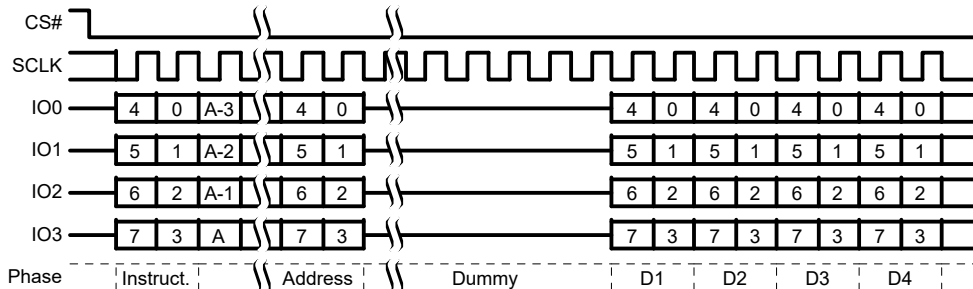 CS#
SCLK
IO0 4 0 A-3 4 0 4 0 4 0 4 0 4 0
IO1 5 1 A-2 5 1 5 1 5 1 5 1 5 1
IO2 6 2 A-1 6 2 6 2 6 2 6 2 6 2
IO3 7 3 A 7 3 7 3 7 3 7 3 7 3
Phase Instruct. Address Dummy D1 D2 D3 D4